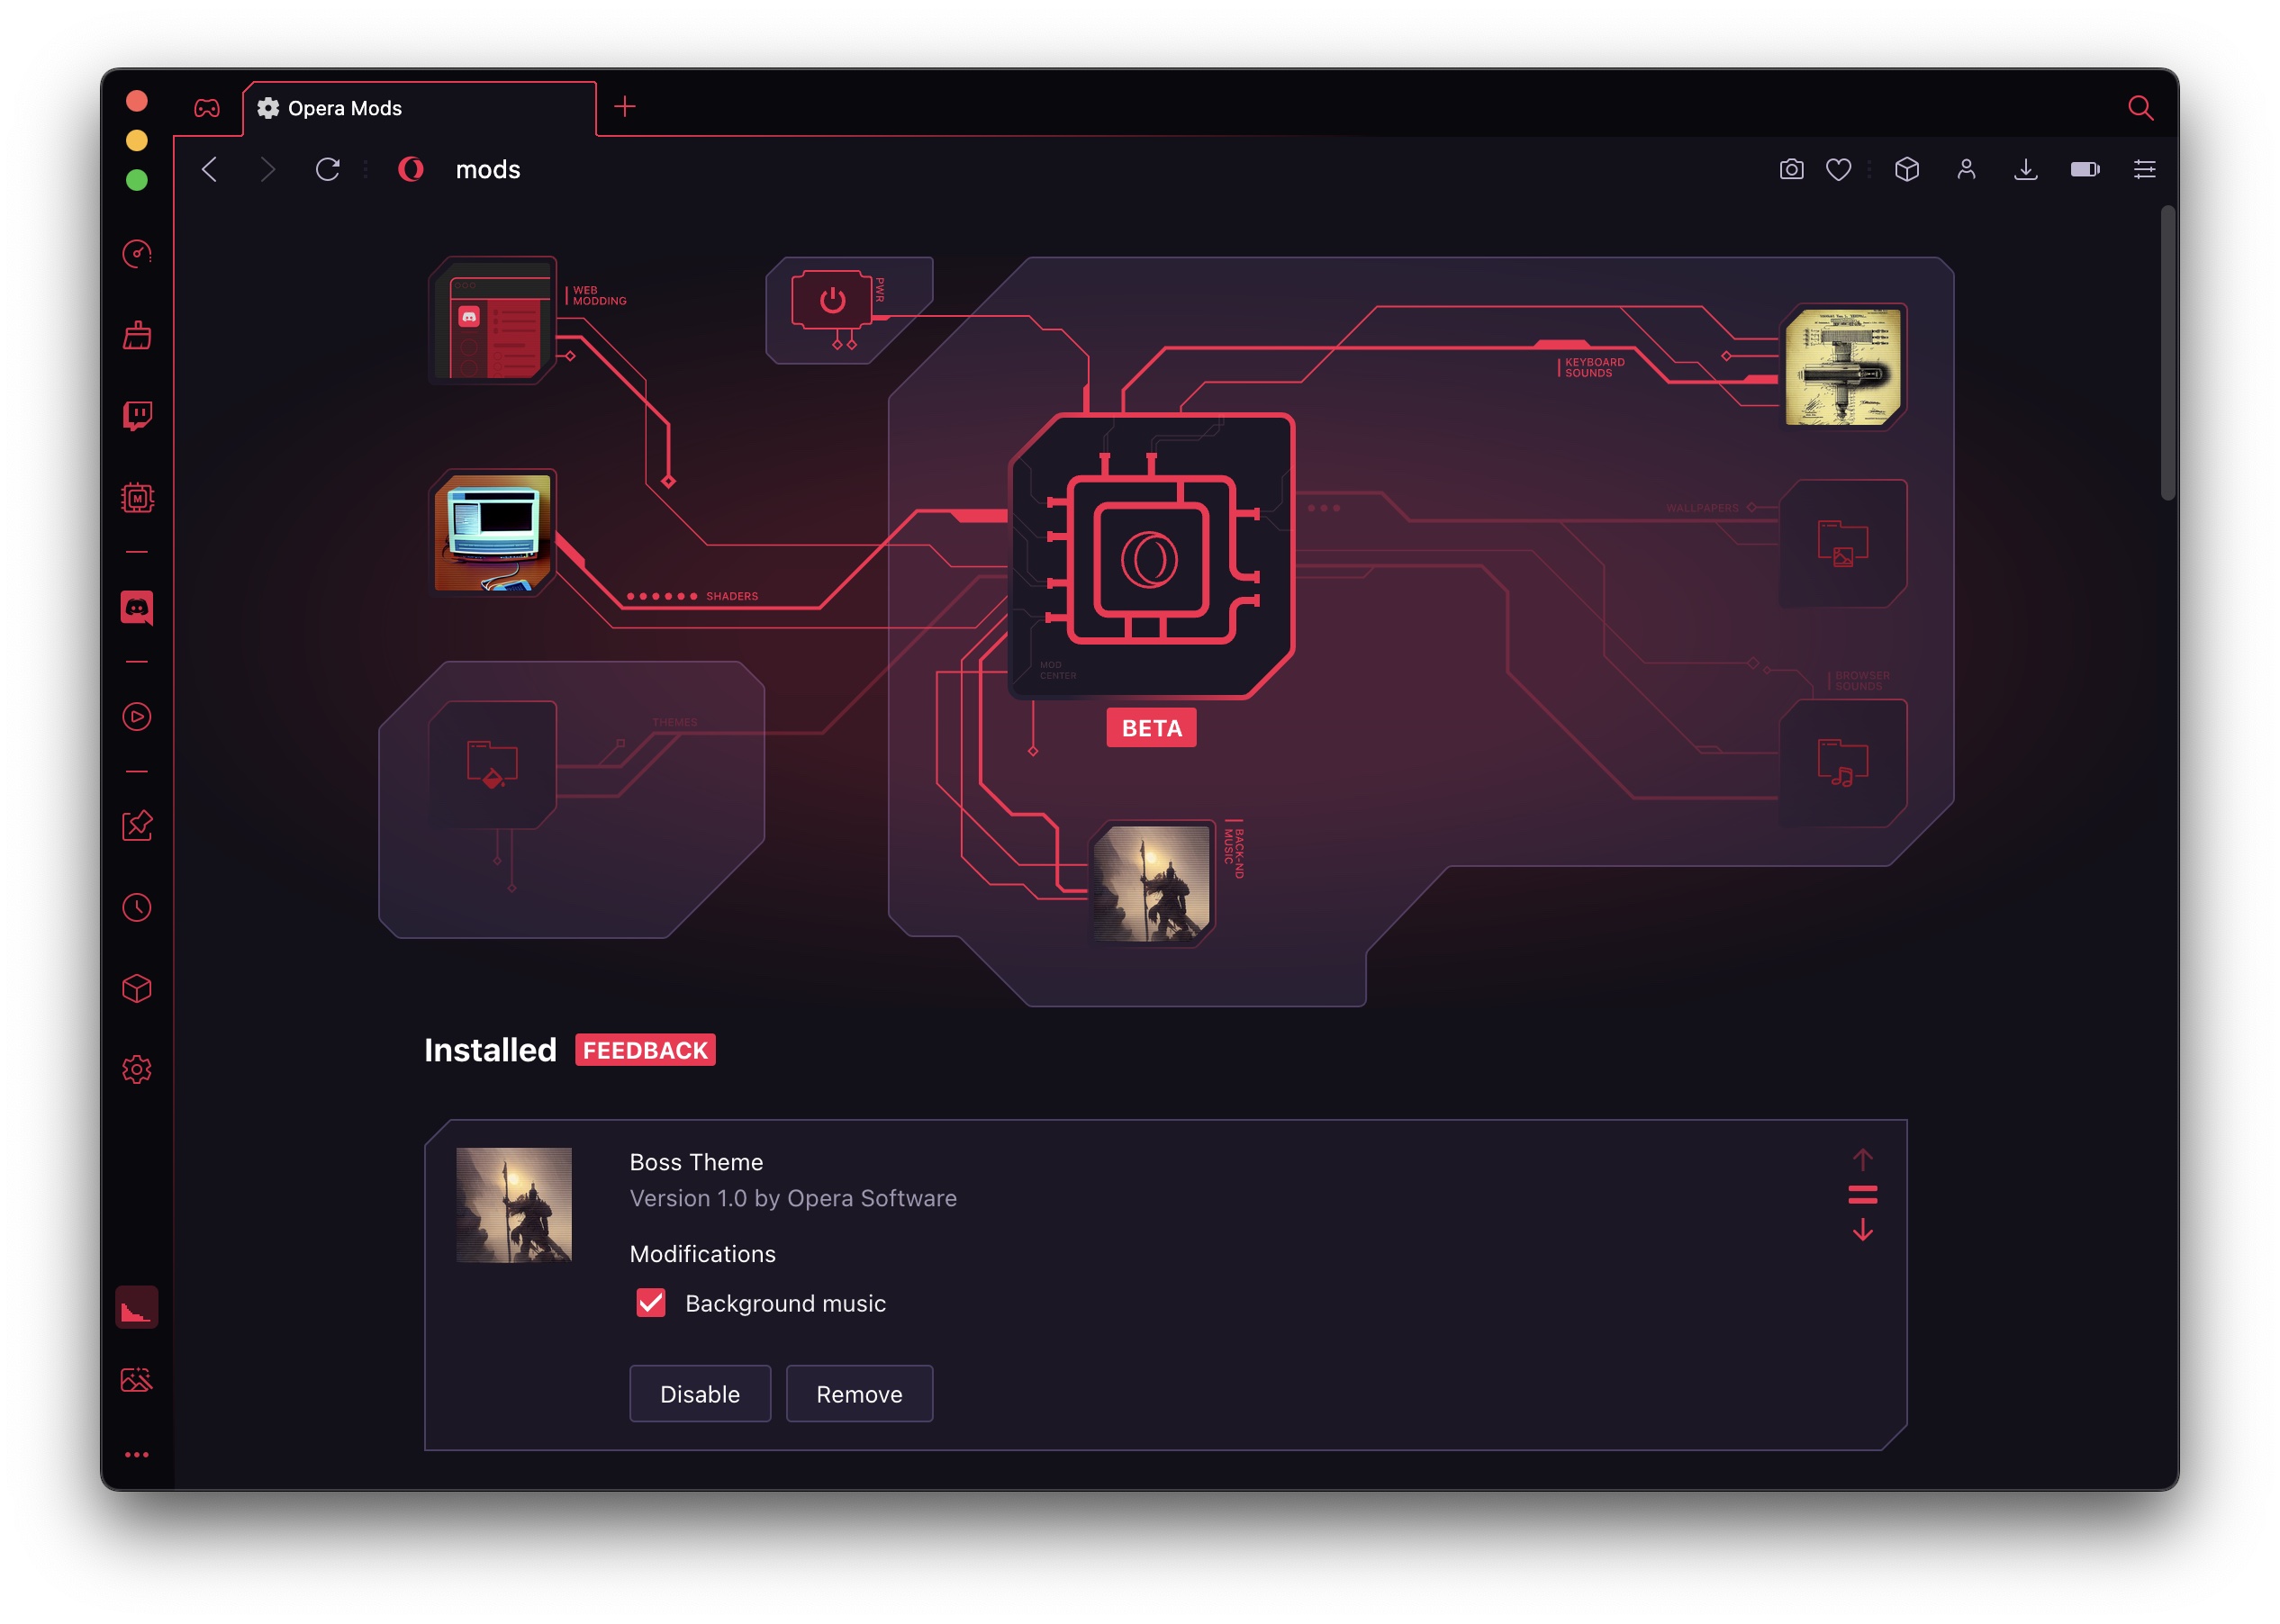 Opera Mods
mods
WEB
MODDING
PWR
KEYBOARD
SOUNDS
WALLPAPERS
SHADERS
MOD
CENTER
BROWSER
SOUNDS
THEMES
BETA
BACK-ND
MUSIC
Installed
FEEDBACK
Boss Theme
Version 1.0 by Opera Software
Modifications
Background music
Disable
Remove